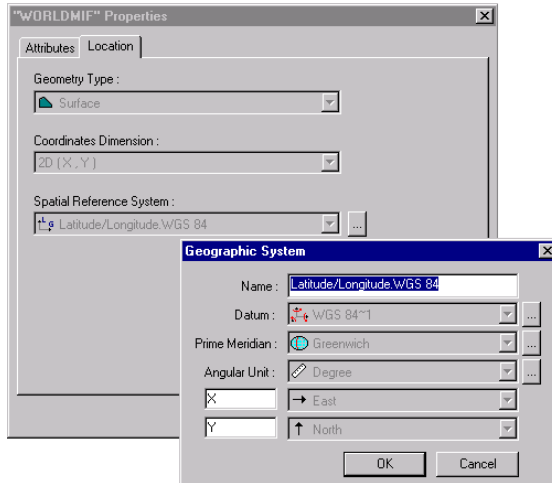 "WORLDMIF" Properties
Attributes
Location
Geometry Type :
Surface
Coordinates Dimension :
2D ( X , Y )
Spatial Reference System :
Latitude/Longitude.WGS 84
...
Geographic System
Name :
Latitude/Longitude.WGS 84
Datum :
WGS 84~1
...
Prime Meridian :
Greenwich
...
Angular Unit :
Degree
...
X
East
Y
North
OK
Cancel